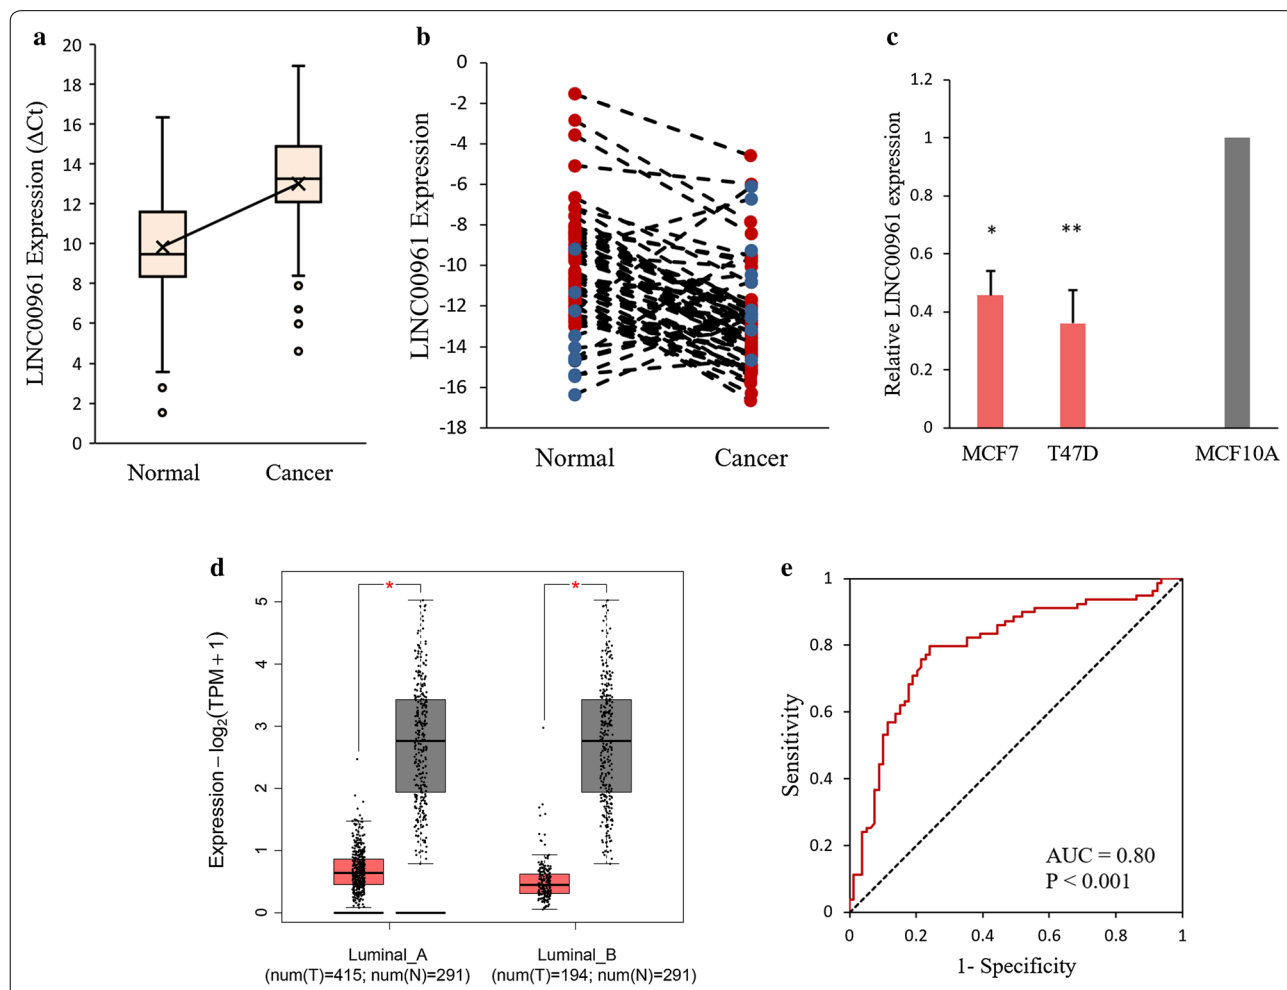 a
LINC00961 Expression (ΔCt)
20
18
16
14
12
10
8
6
4
2
0
Normal
Cancer
b
LINC00961 Expression
0
-2
-4
-6
-8
-10
-12
-14
-16
-18
Normal
Cancer
c
Relative LINC00961 expression
1.2
1
0.8
0.6
0.4
0.2
0
*
**
MCF7
T47D
MCF10A
d
Expression – log2(TPM + 1)
5
4
3
2
1
0
*
*
Luminal_A
(num(T)=415; num(N)=291)
Luminal_B
(num(T)=194; num(N)=291)
e
Sensitivity
1
0.8
0.6
0.4
0.2
0
AUC = 0.80
P < 0.001
0
0.2
0.4
0.6
0.8
1
1- Specificity